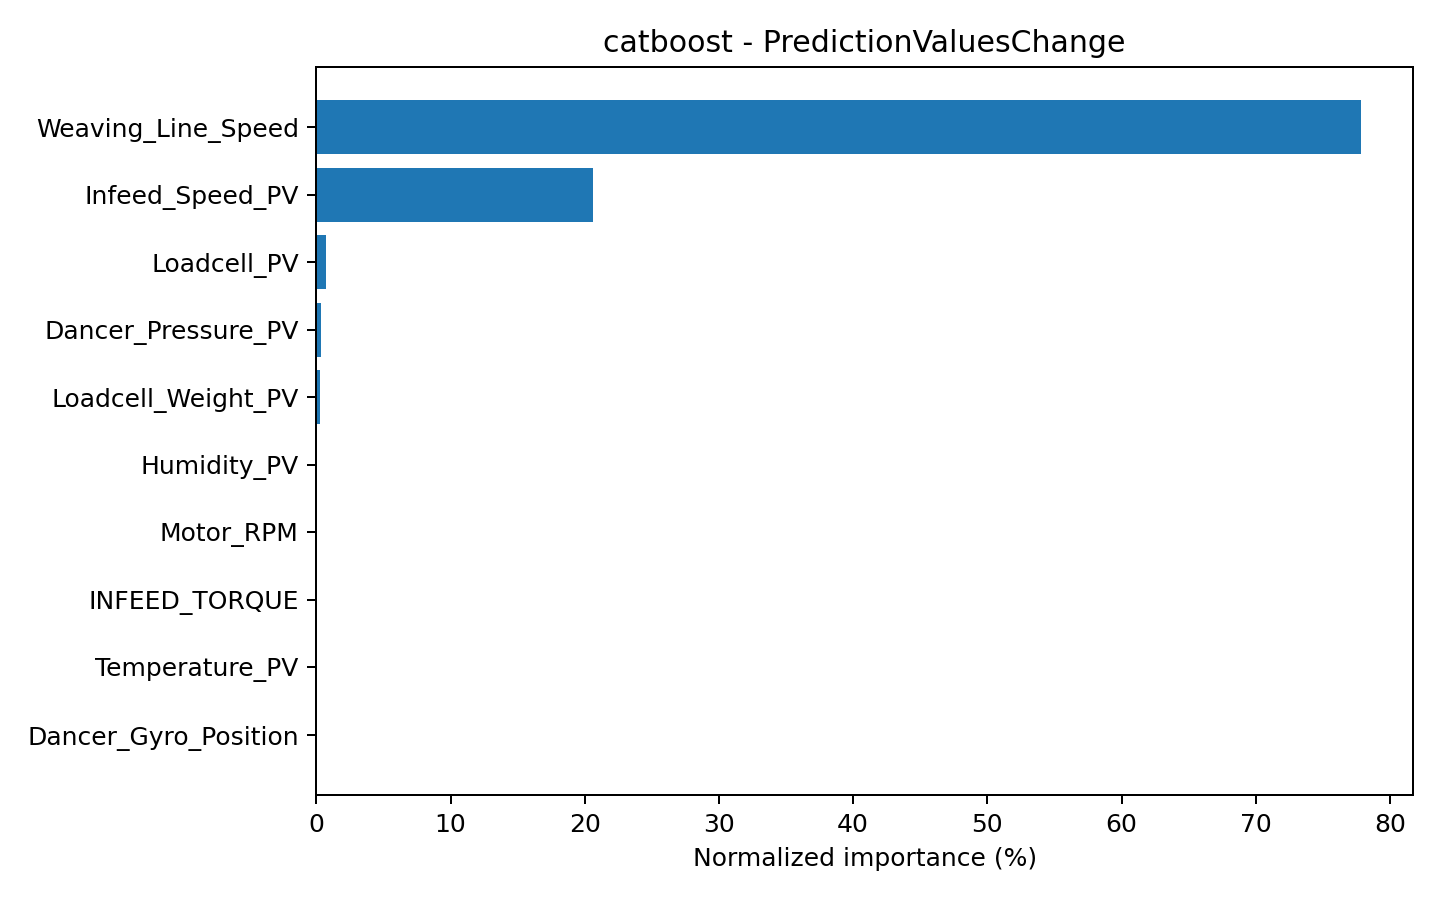 catboost - PredictionValuesChange
Weaving_Line_Speed
Infeed_Speed_PV
Loadcell_PV
Dancer_Pressure_PV
Loadcell_Weight_PV
Humidity_PV
Motor_RPM
INFEED_TORQUE
Temperature_PV
Dancer_Gyro_Position
0 10 20 30 40 50 60 70 80
Normalized importance (%)